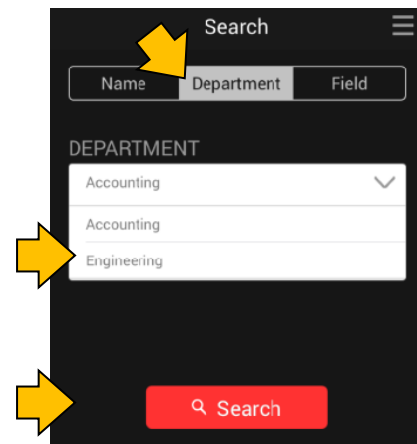 Search
Name Department Field
DEPARTMENT
Accounting
Accounting
Engineering
Search